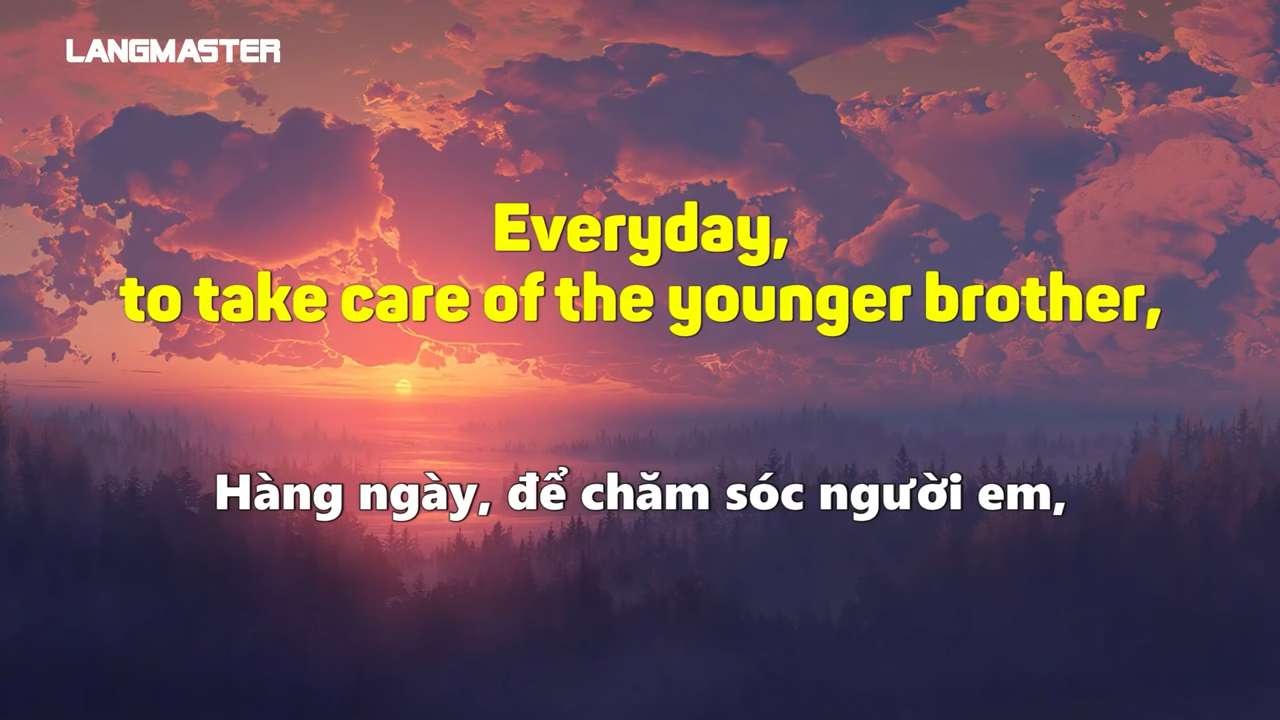 LANGMASTER
Everyday,
to take care of the younger brother,
Hàng ngày, để chăm sóc người em,